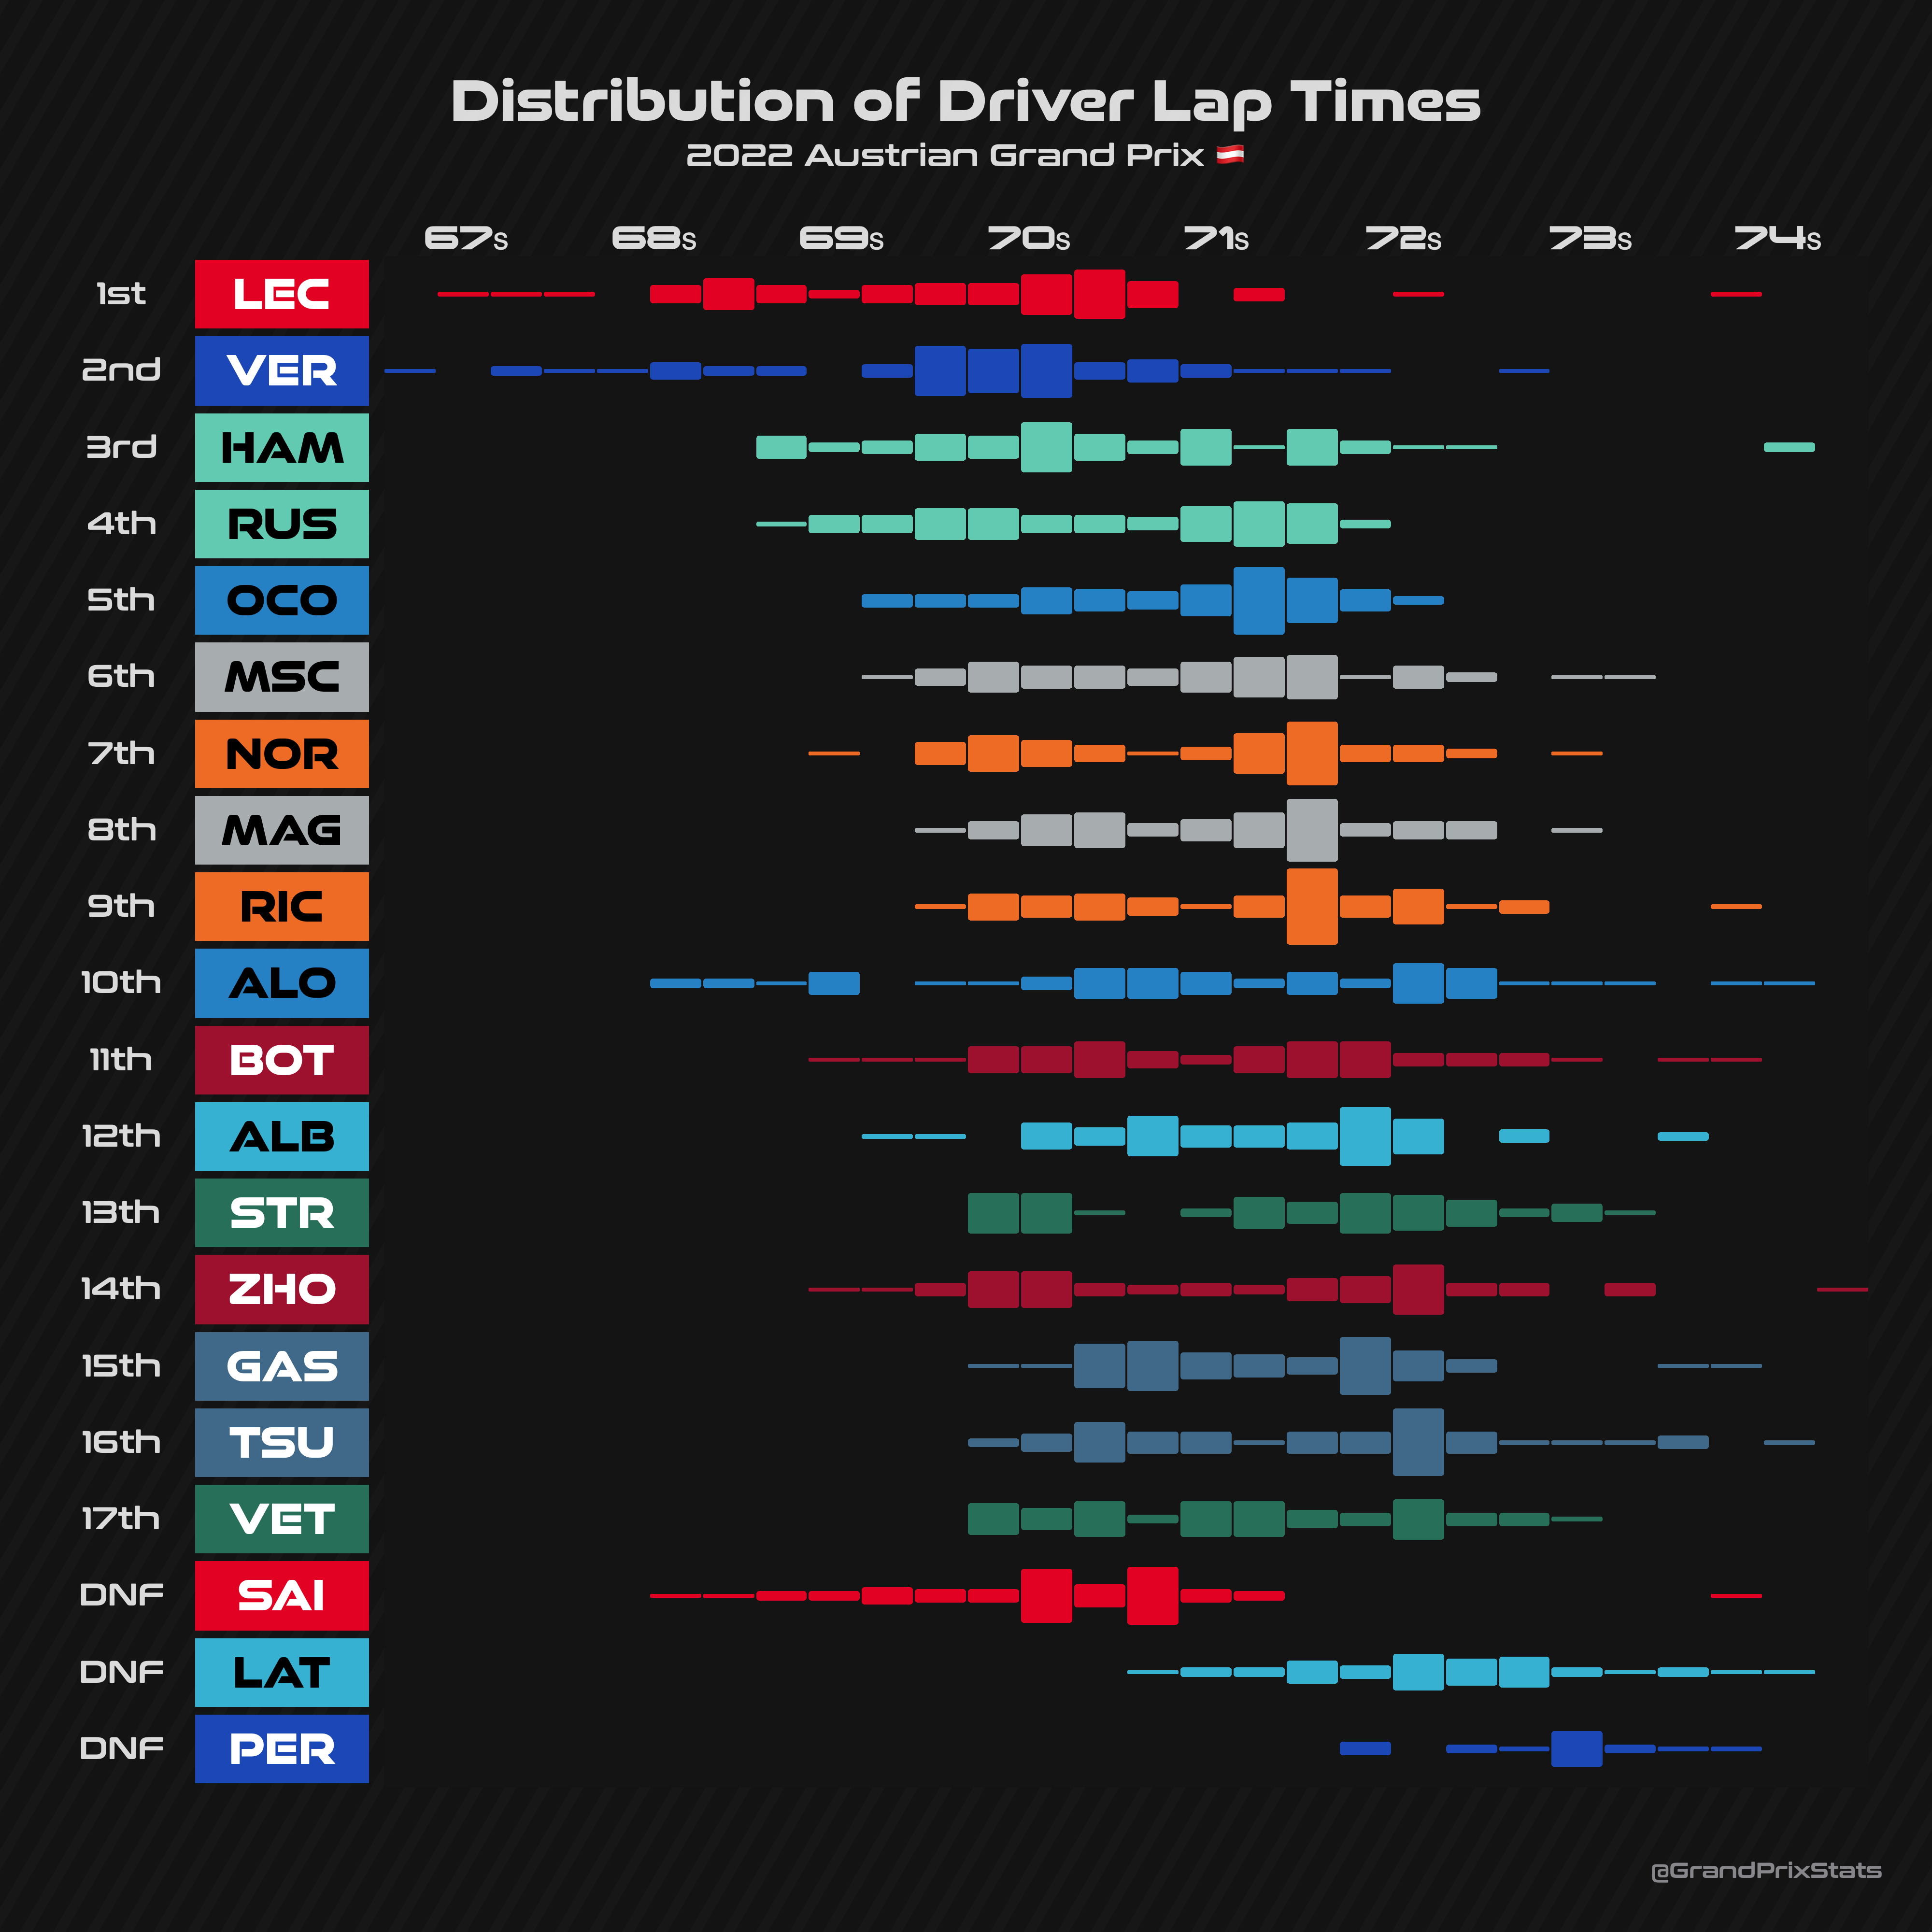 Distribution of Driver Lap Times
2022 Austrian Grand Prix 🇦🇹
67s 68s 69s 70s 71s 72s 73s 74s
1st LEC
2nd VER
3rd HAM
4th RUS
5th OCO
6th MSC
7th NOR
8th MAG
9th RIC
10th ALO
11th BOT
12th ALB
13th STR
14th ZHO
15th GAS
16th TSU
17th VET
DNF SAI
DNF LAT
DNF PER
@GrandPrixStats